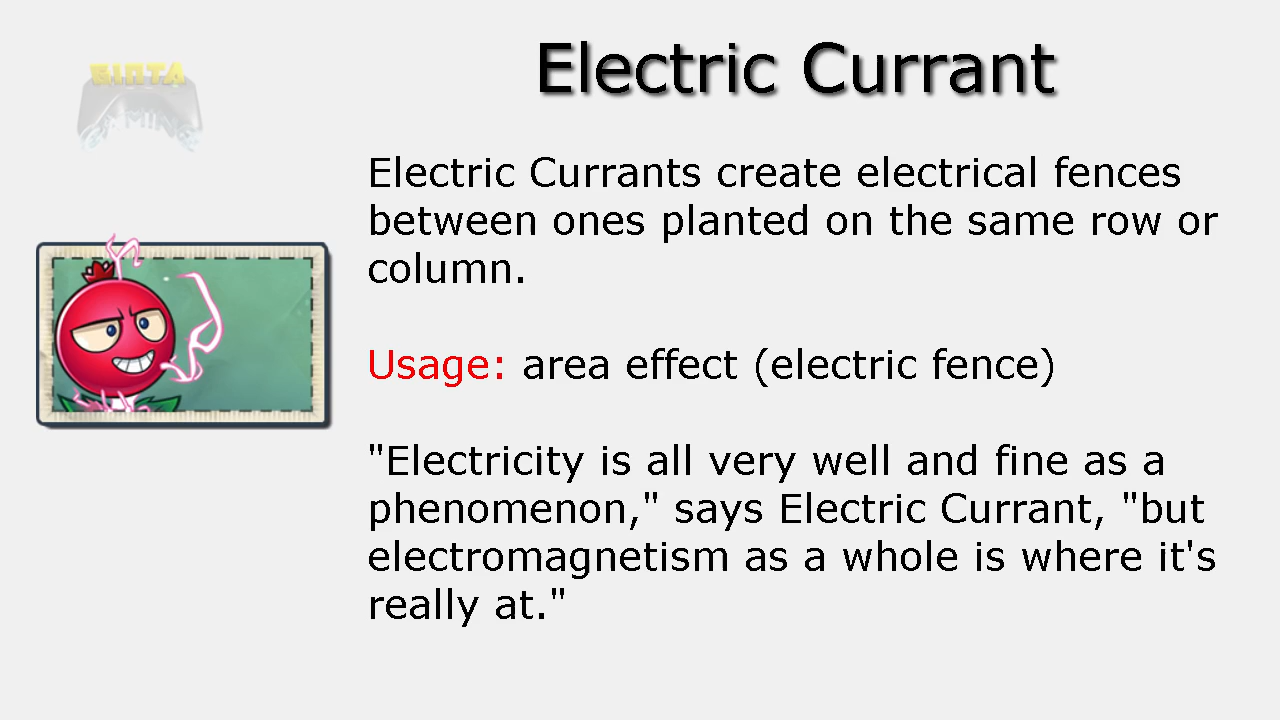 BINTA
GAMING
Electric Currant
Electric Currants create electrical fences
between ones planted on the same row or
column.
Usage: area effect (electric fence)
"Electricity is all very well and fine as a
phenomenon," says Electric Currant, "but
electromagnetism as a whole is where it's
really at."